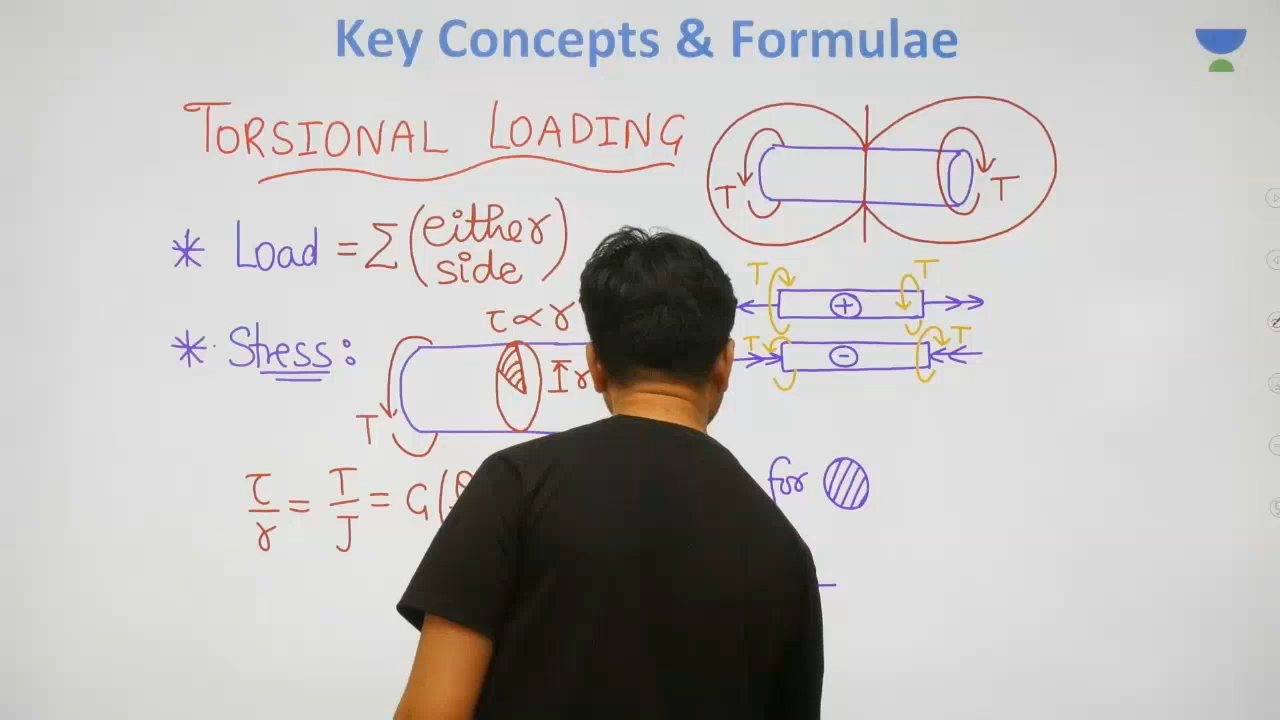 Key Concepts & Formulae
TORSIONAL LOADING
T T
* Load = Σ (either side)
T T
+
τ ∝ r
* Stress:
T T
-
r
T
τ/r = T/J = G(θ
for